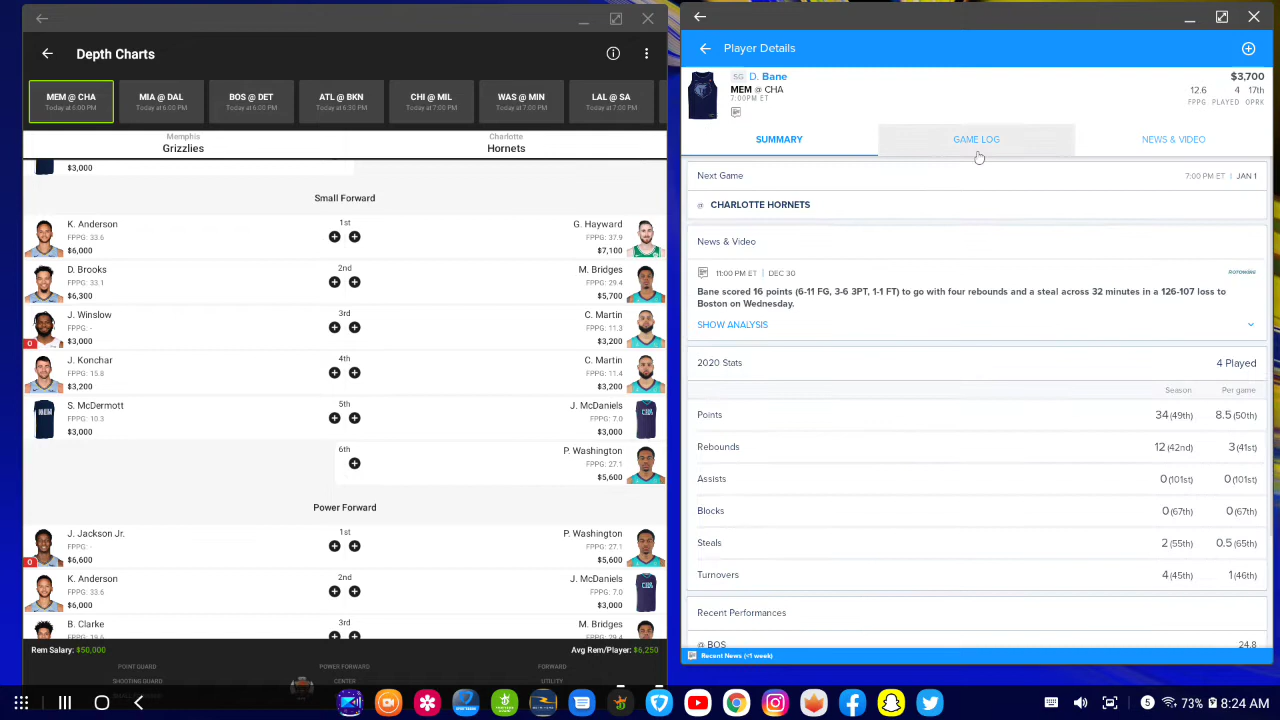 Depth Charts
MEM @ CHA
Today at 6:00 PM
MIA @ DAL
Today at 6:00 PM
BOS @ DET
Today at 6:00 PM
ATL @ BKN
Today at 6:30 PM
CHI @ MIL
Today at 7:00 PM
WAS @ MIN
Today at 7:00 PM
LAL @ SA
Today at 7:00 PM
Memphis
Grizzlies
Charlotte
Hornets
$3,000
Small Forward
K. Anderson
FPPG: 33.6
$6,000
1st
G. Hayward
FPPG: 37.9
$7,100
D. Brooks
FPPG: 33.1
$6,300
2nd
M. Bridges
FPPG: 29.4
$5,700
J. Winslow
FPPG: -
$3,000
O
3rd
C. Martin
FPPG: 11.3
$3,200
J. Konchar
FPPG: 15.8
$3,200
4th
C. Martin
FPPG: 11.4
$3,200
S. McDermott
FPPG: 10.3
$3,000
5th
J. McDaniels
FPPG: 7.0
$3,000
6th
P. Washington
FPPG: 27.1
$5,600
Power Forward
J. Jackson Jr.
FPPG: -
$6,600
O
1st
P. Washington
FPPG: 27.1
$5,600
K. Anderson
FPPG: 33.6
$6,000
2nd
J. McDaniels
FPPG: 7.0
$3,000
B. Clarke
FPPG: 19.6
3rd
M. Bridges
FPPG: 29.4
Rem Salary: $50,000
Avg Rem/Player: $6,250
POINT GUARD
POWER FORWARD
FORWARD
SHOOTING GUARD
CENTER
UTILITY
SMALL FORWARD
Player Details
SG D. Bane
MEM @ CHA
7:00PM ET
$3,700
12.6 4 17th
FPPG PLAYED OPRK
SUMMARY
GAME LOG
NEWS & VIDEO
Next Game
7:00 PM ET | JAN 1
@ CHARLOTTE HORNETS
News & Video
11:00 PM ET | DEC 30
ROTOWIRE
Bane scored 16 points (6-11 FG, 3-6 3PT, 1-1 FT) to go with four rebounds and a steal across 32 minutes in a 126-107 loss to
Boston on Wednesday.
SHOW ANALYSIS
2020 Stats
4 Played
Season
Per game
Points 34 (49th) 8.5 (50th)
Rebounds 12 (42nd) 3 (41st)
Assists 0 (101st) 0 (101st)
Blocks 0 (67th) 0 (67th)
Steals 2 (55th) 0.5 (65th)
Turnovers 4 (45th) 1 (46th)
Recent Performances
@ BOS 24.8
Recent News (<1 week)
5
73%
8:24 AM